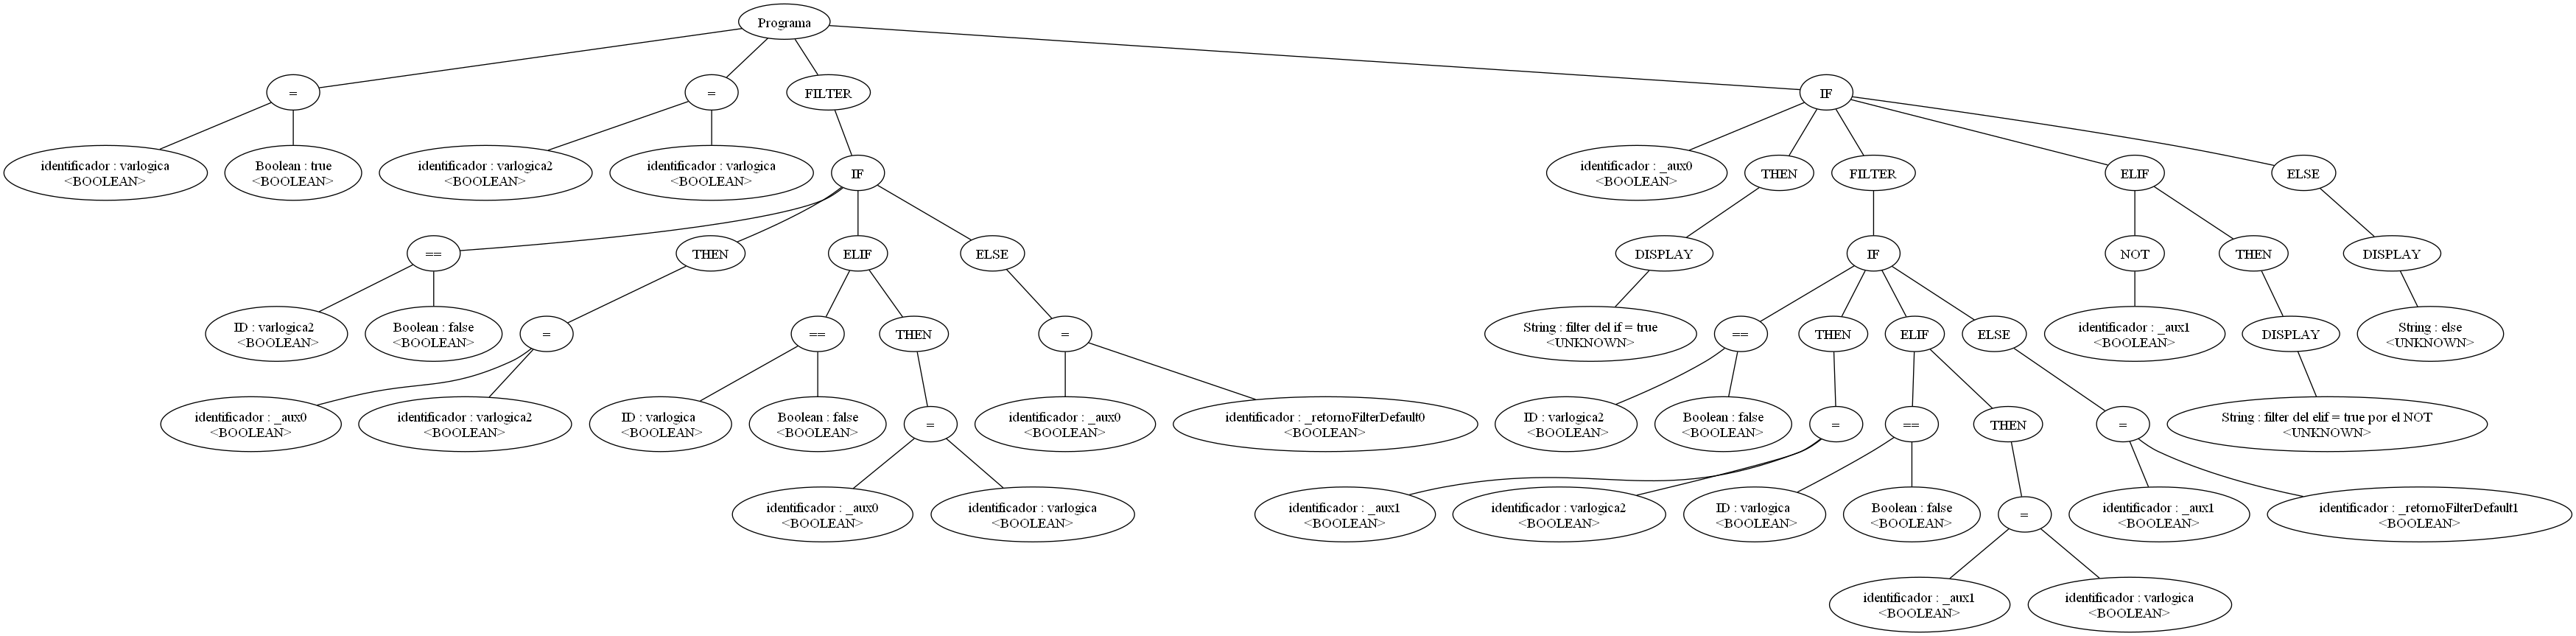 Programa
=
=
FILTER
IF
identificador : varlogica
<BOOLEAN>
Boolean : true
<BOOLEAN>
identificador : varlogica2
<BOOLEAN>
identificador : varlogica
<BOOLEAN>
IF
identificador : _aux0
<BOOLEAN>
THEN
FILTER
ELIF
ELSE
==
THEN
ELIF
ELSE
DISPLAY
IF
NOT
THEN
DISPLAY
ID : varlogica2
<BOOLEAN>
Boolean : false
<BOOLEAN>
=
==
THEN
=
String : filter del if = true
<UNKNOWN>
==
THEN
ELIF
ELSE
identificador : _aux1
<BOOLEAN>
DISPLAY
String : else
<UNKNOWN>
identificador : _aux0
<BOOLEAN>
identificador : varlogica2
<BOOLEAN>
ID : varlogica
<BOOLEAN>
Boolean : false
<BOOLEAN>
=
identificador : _aux0
<BOOLEAN>
identificador : _retornoFilterDefault0
<BOOLEAN>
ID : varlogica2
<BOOLEAN>
Boolean : false
<BOOLEAN>
=
==
THEN
=
String : filter del elif = true por el NOT
<UNKNOWN>
identificador : _aux0
<BOOLEAN>
identificador : varlogica
<BOOLEAN>
identificador : _aux1
<BOOLEAN>
identificador : varlogica2
<BOOLEAN>
ID : varlogica
<BOOLEAN>
Boolean : false
<BOOLEAN>
=
identificador : _aux1
<BOOLEAN>
identificador : _retornoFilterDefault1
<BOOLEAN>
identificador : _aux1
<BOOLEAN>
identificador : varlogica
<BOOLEAN>